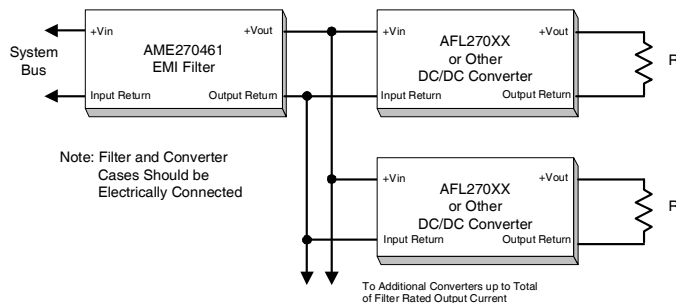 System
Bus
+Vin
+Vout
AME270461
EMI Filter
Input Return
Output Return
+Vin
+Vout
AFL270XX
or Other
DC/DC Converter
Input Return
Output Return
R
Note: Filter and Converter
Cases Should be
Electrically Connected
+Vin
+Vout
AFL270XX
or Other
DC/DC Converter
Input Return
Output Return
R
To Additional Converters up to Total
of Filter Rated Output Current